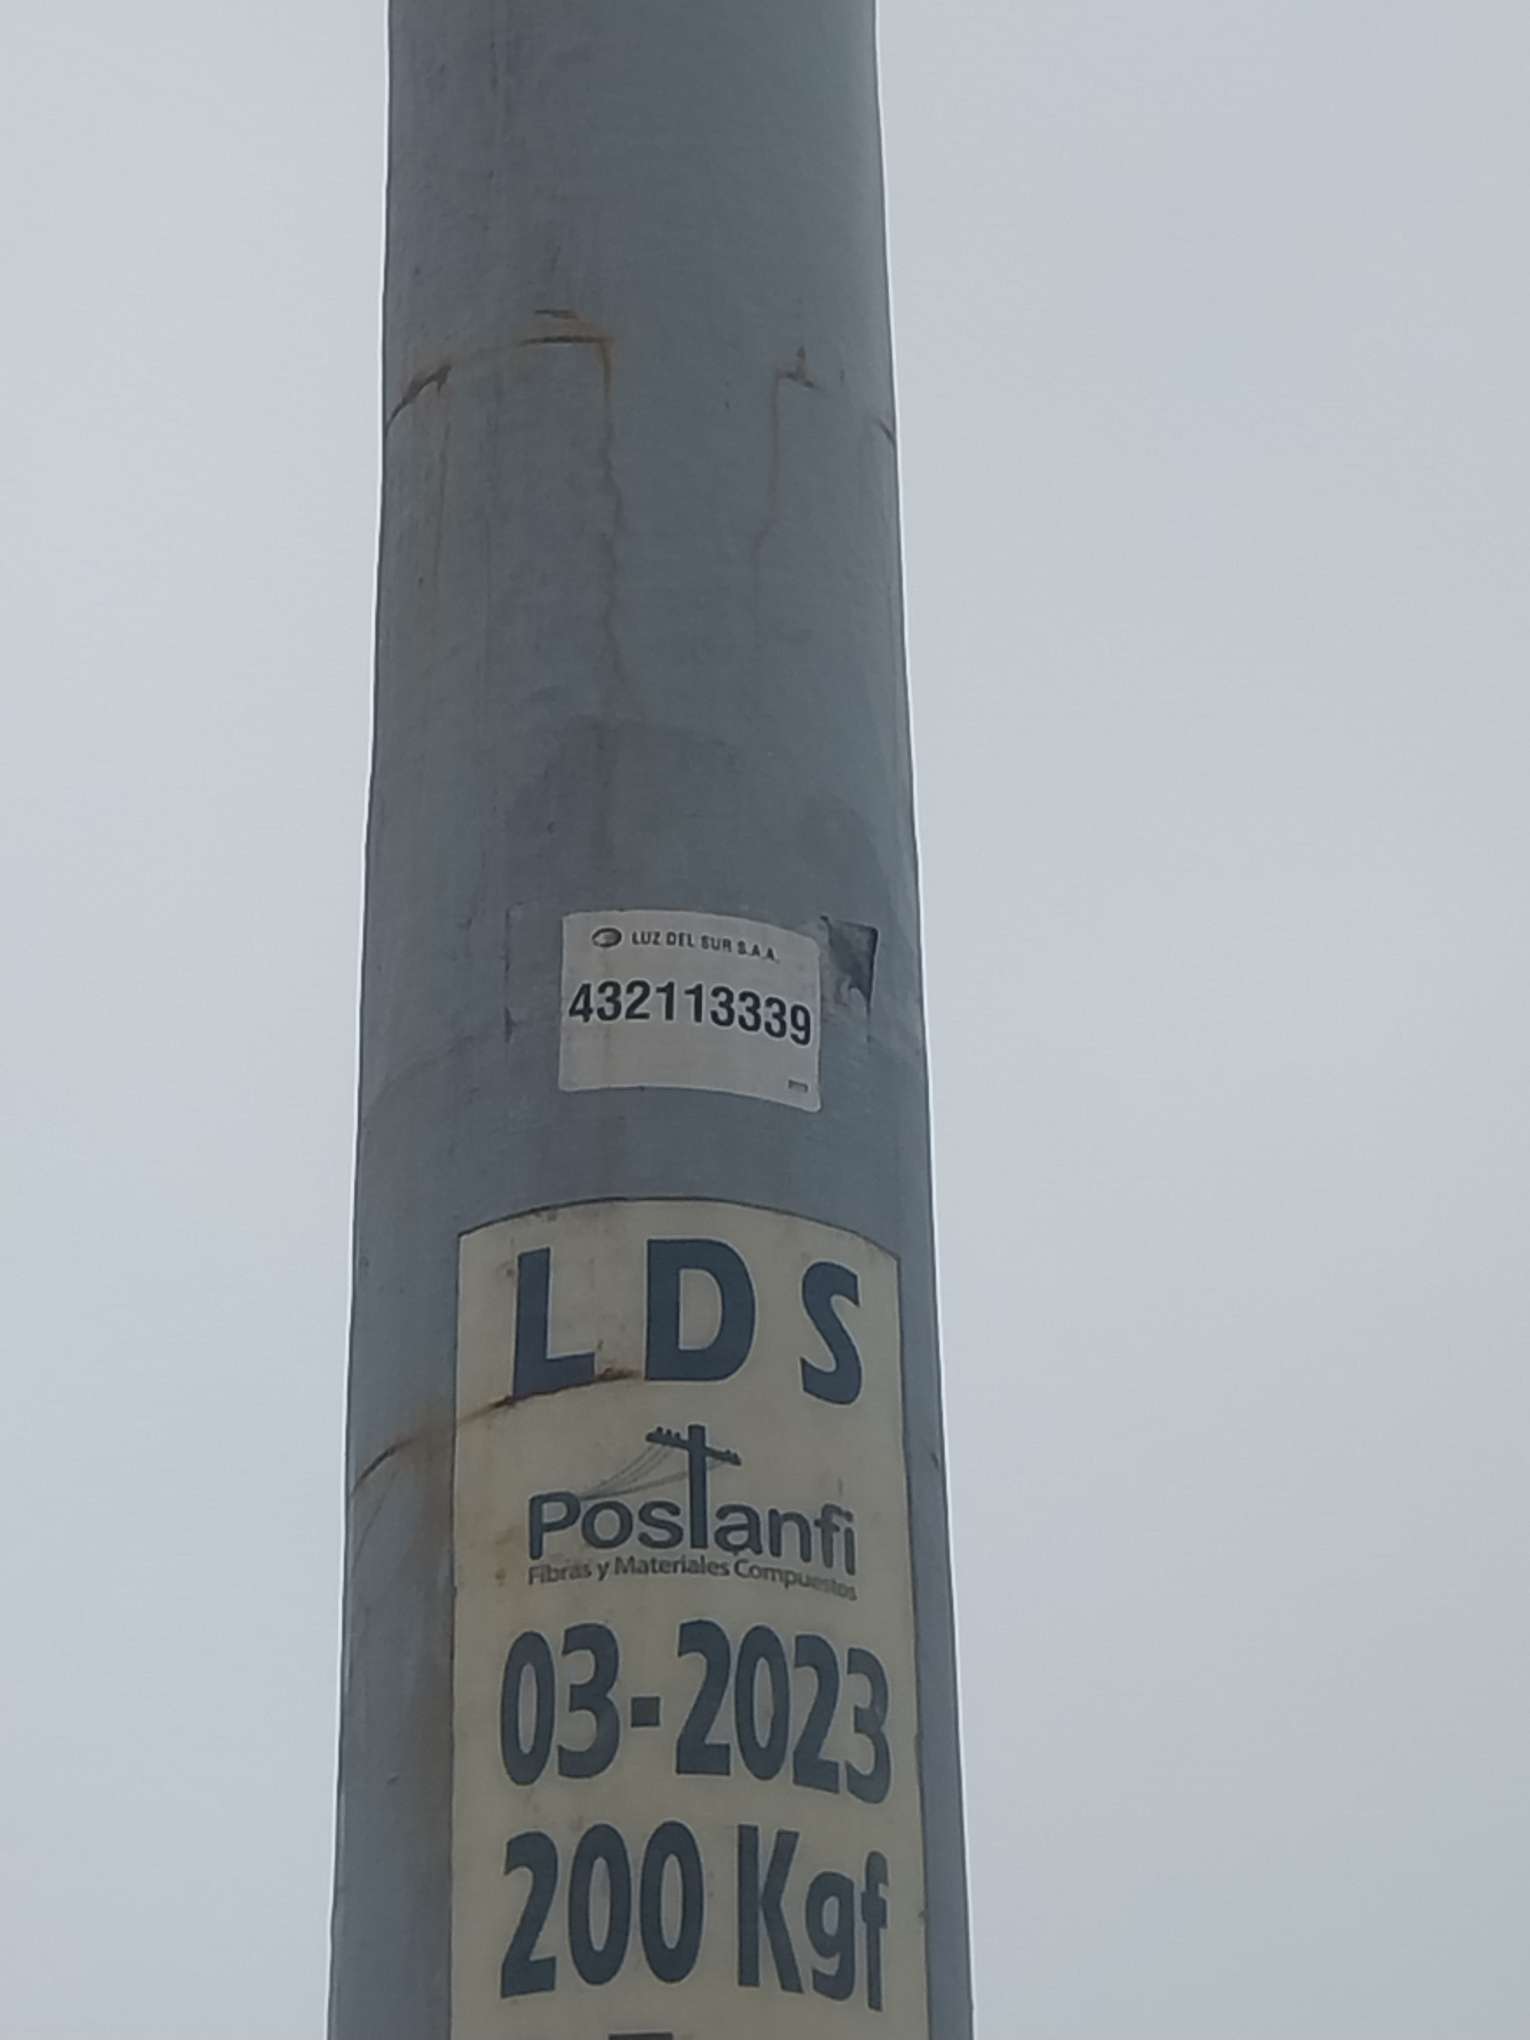 LUZ DEL SUR S.A.A.
432113339
LDS
Postanfi
Fibras y Materiales Compuestos
03-2023
200 Kgf